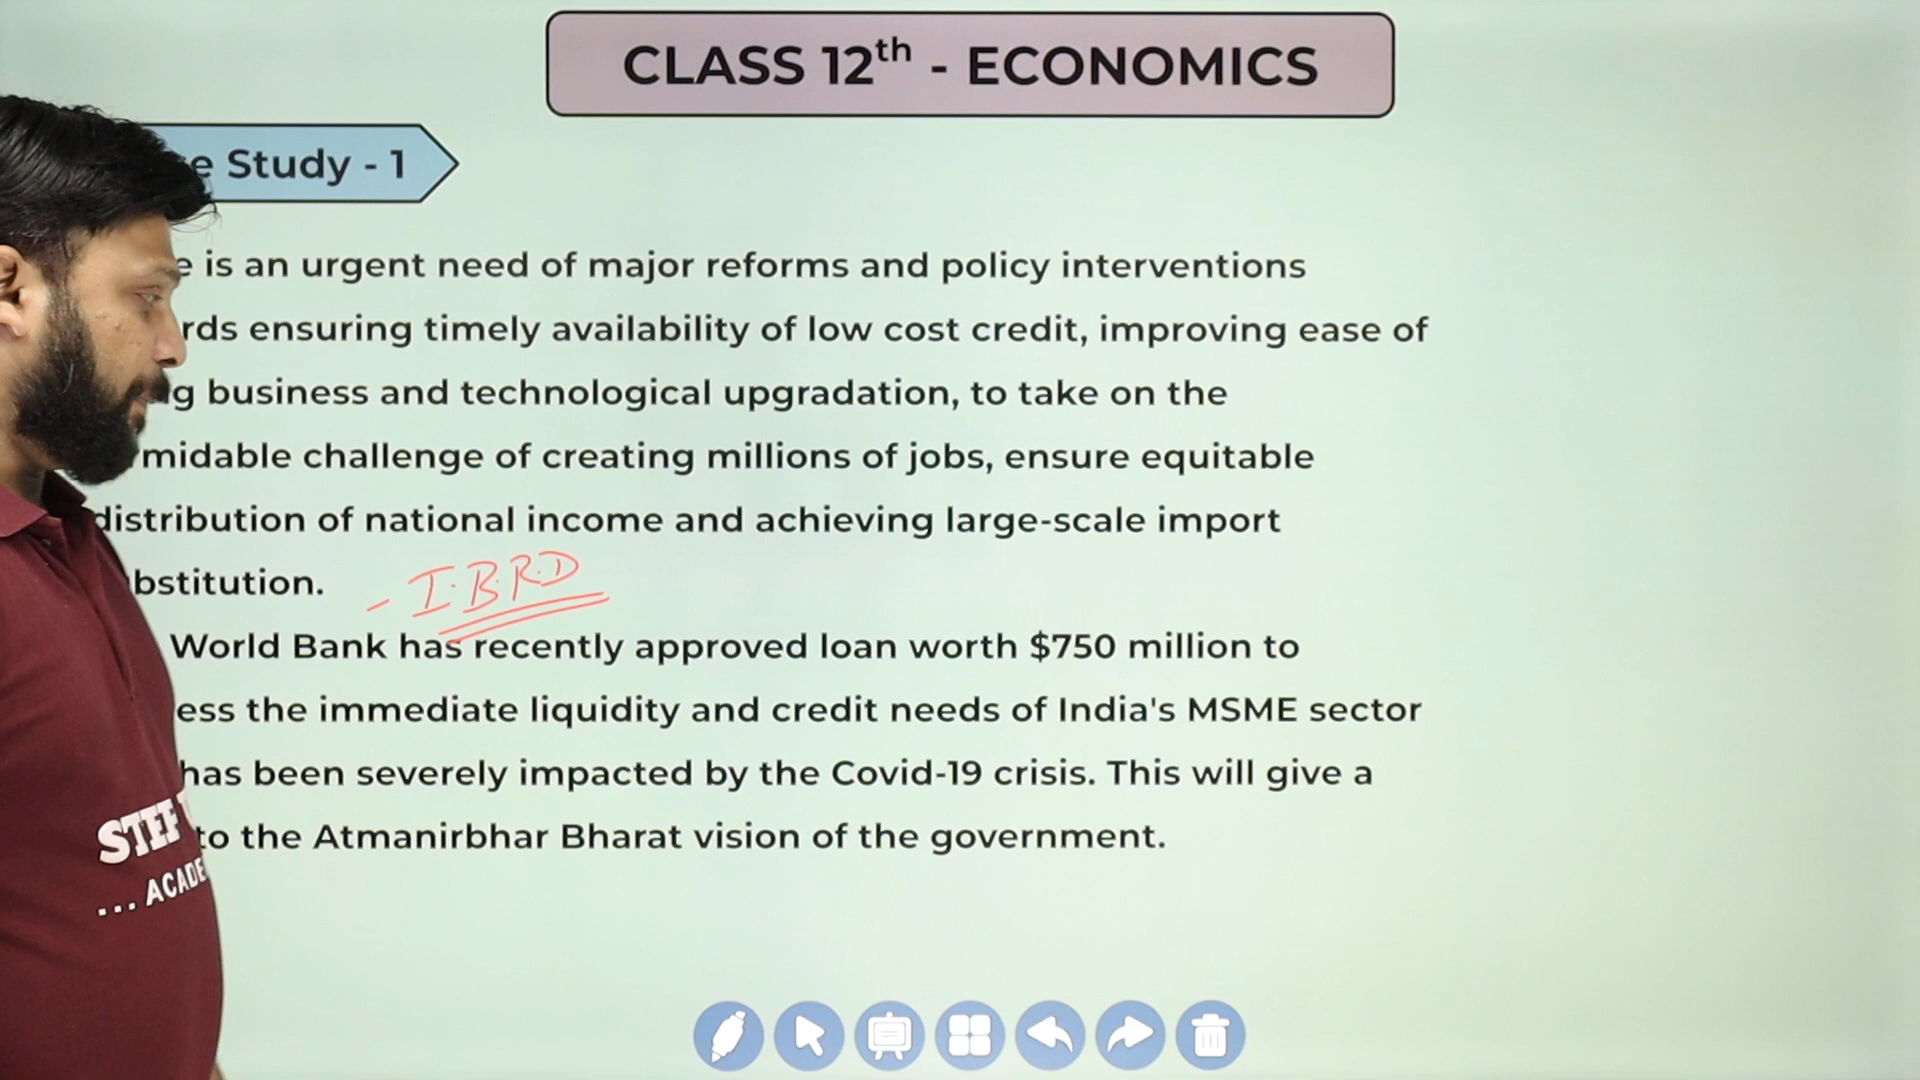 CLASS 12th - ECONOMICS
Study - 1
is an urgent need of major reforms and policy interventions
ensuring timely availability of low cost credit, improving ease of
business and technological upgradation, to take on the
challenge of creating millions of jobs, ensure equitable
distribution of national income and achieving large-scale import
- I.B.R.D
World Bank has recently approved loan worth $750 million to
the immediate liquidity and credit needs of India's MSME sector
has been severely impacted by the Covid-19 crisis. This will give a
to the Atmanirbhar Bharat vision of the government.